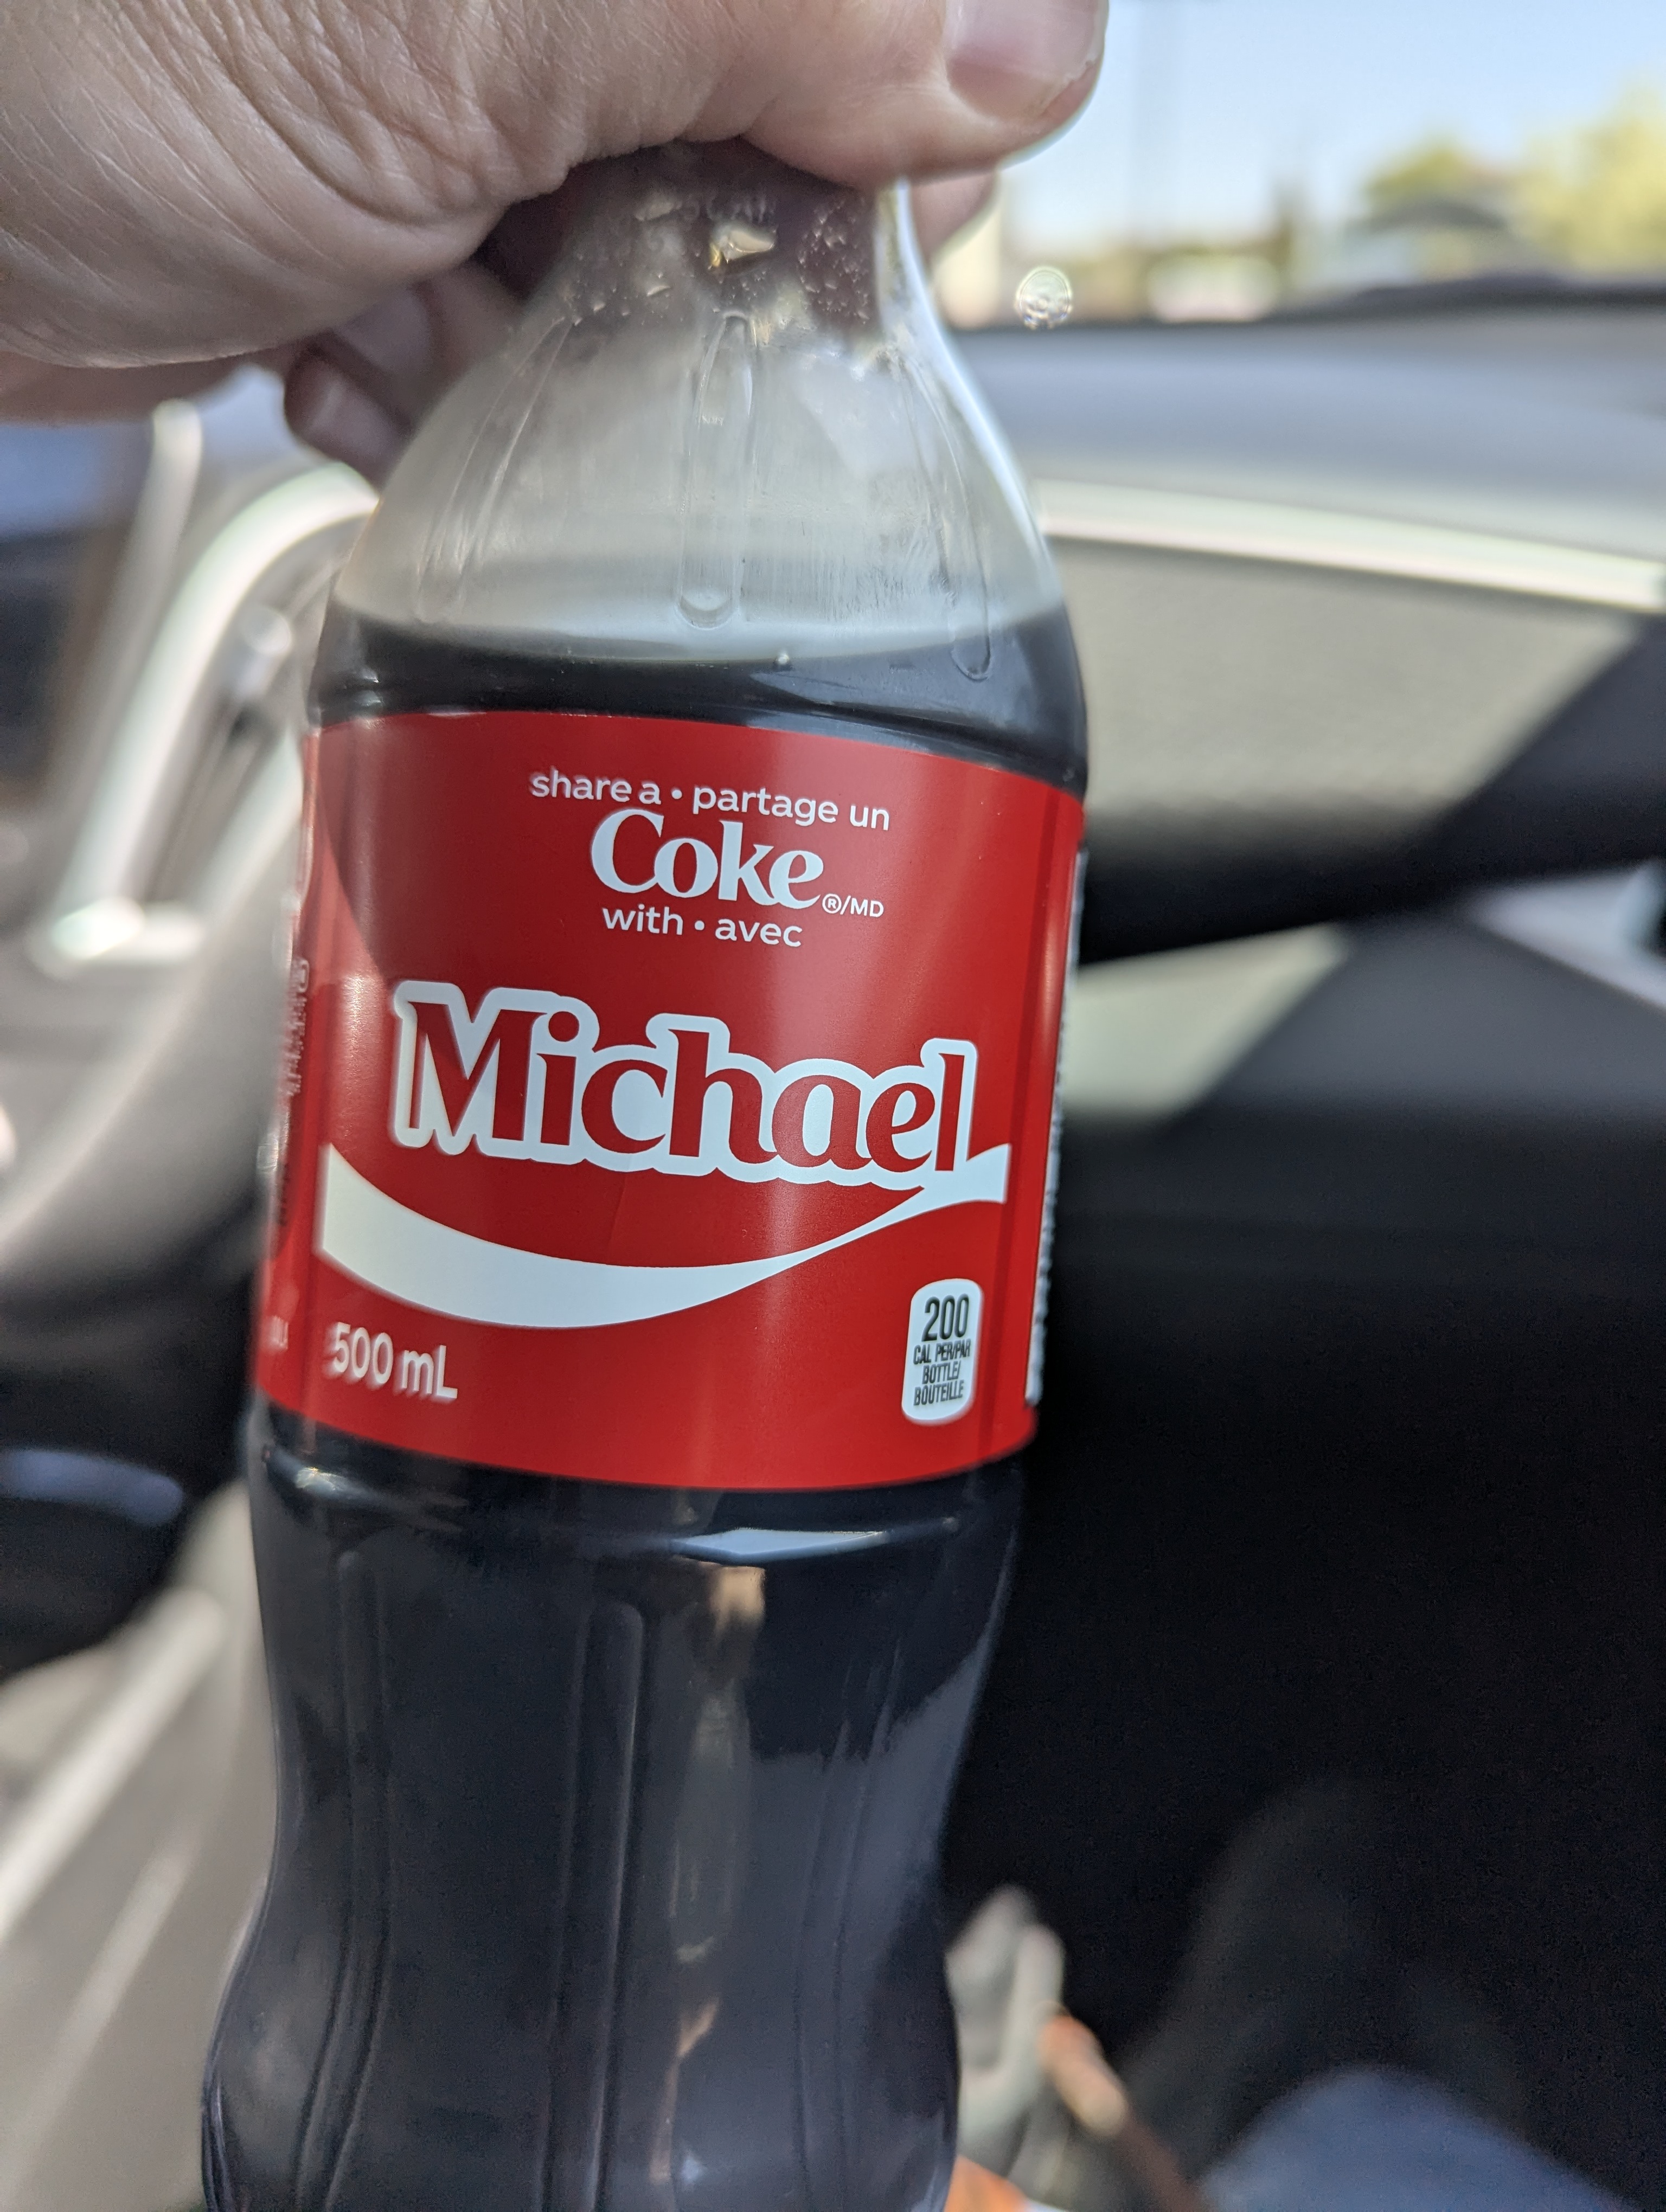 share a • partage un
Coke ®/MD
with • avec
Michael
500 mL
200
CAL PER/PAR
BOTTLE/
BOUTEILLE